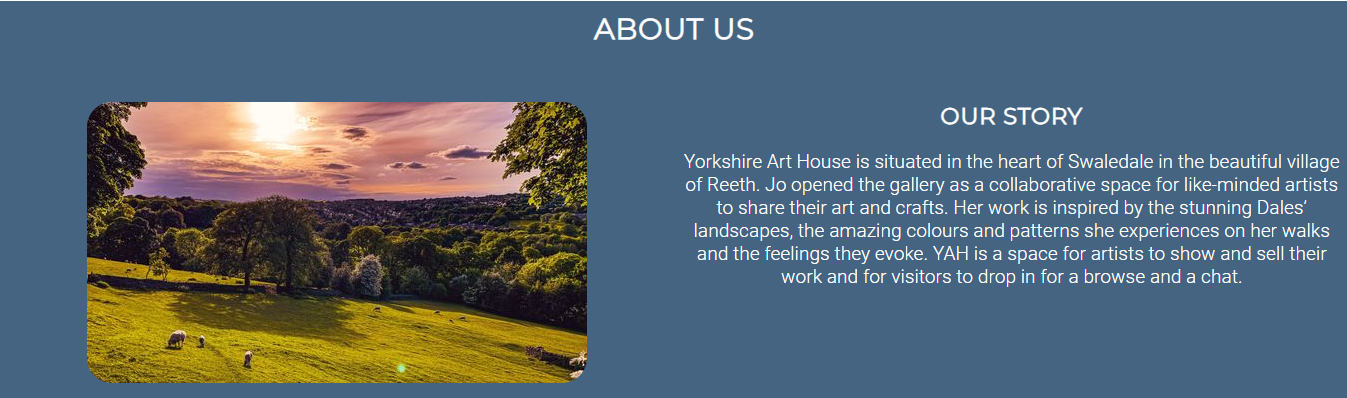 ABOUT US
OUR STORY
Yorkshire Art House is situated in the heart of Swaledale in the beautiful village
of Reeth. Jo opened the gallery as a collaborative space for like-minded artists
to share their art and crafts. Her work is inspired by the stunning Dales’
landscapes, the amazing colours and patterns she experiences on her walks
and the feelings they evoke. YAH is a space for artists to show and sell their
work and for visitors to drop in for a browse and a chat.